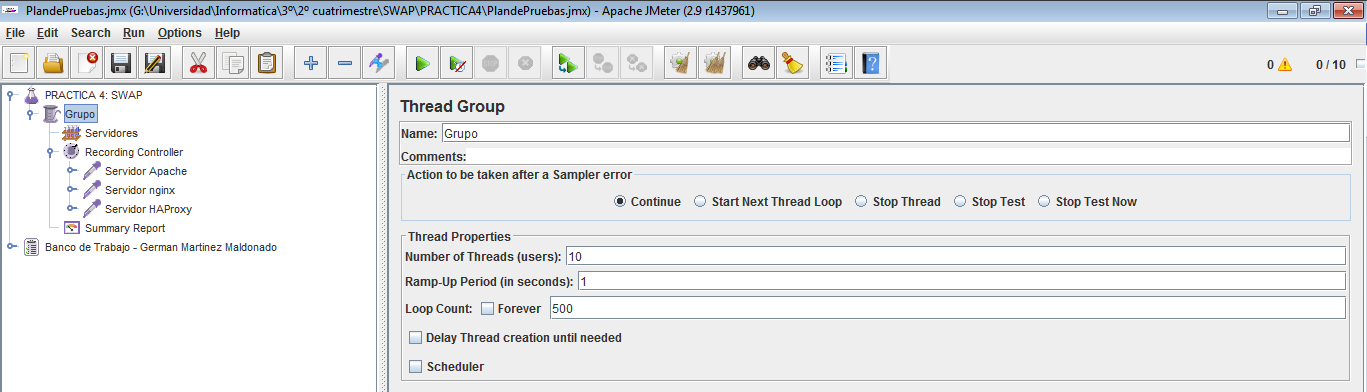 PlandePruebas.jmx (G:\Universidad\Informatica\3º\2º cuatrimestre\SWAP\PRACTICA4\PlandePruebas.jmx) - Apache JMeter (2.9 r1437961)
File Edit Search Run Options Help
0 0 / 10
PRACTICA 4: SWAP
Grupo
Servidores
Recording Controller
Servidor Apache
Servidor nginx
Servidor HAProxy
Summary Report
Banco de Trabajo - German Martinez Maldonado
Thread Group
Name: Grupo
Comments:
Action to be taken after a Sampler error
Continue Start Next Thread Loop Stop Thread Stop Test Stop Test Now
Thread Properties
Number of Threads (users): 10
Ramp-Up Period (in seconds): 1
Loop Count: Forever 500
Delay Thread creation until needed
Scheduler